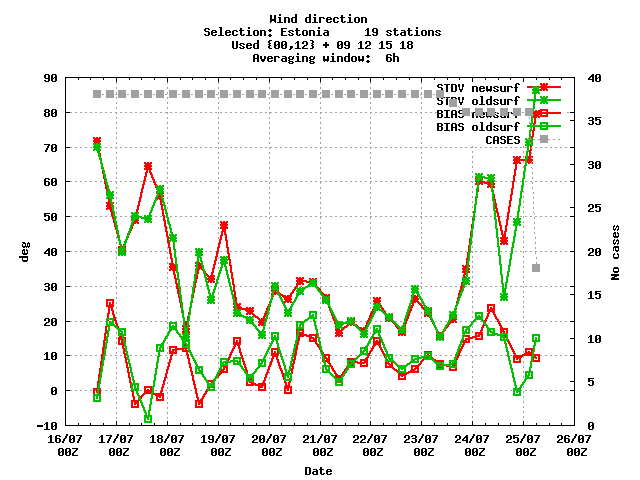 Wind direction
Selection: Estonia     19 stations
Used {00,12} + 09 12 15 18
Averaging window:  6h
90
80
70
60
50
40
30
20
10
0
-10
deg
40
35
30
25
20
15
10
5
0
No cases
STDV newsurf
STDV oldsurf
BIAS newsurf
BIAS oldsurf
CASES
16/07 17/07 18/07 19/07 20/07 21/07 22/07 23/07 24/07 25/07 26/07
00Z 00Z 00Z 00Z 00Z 00Z 00Z 00Z 00Z 00Z 00Z
Date